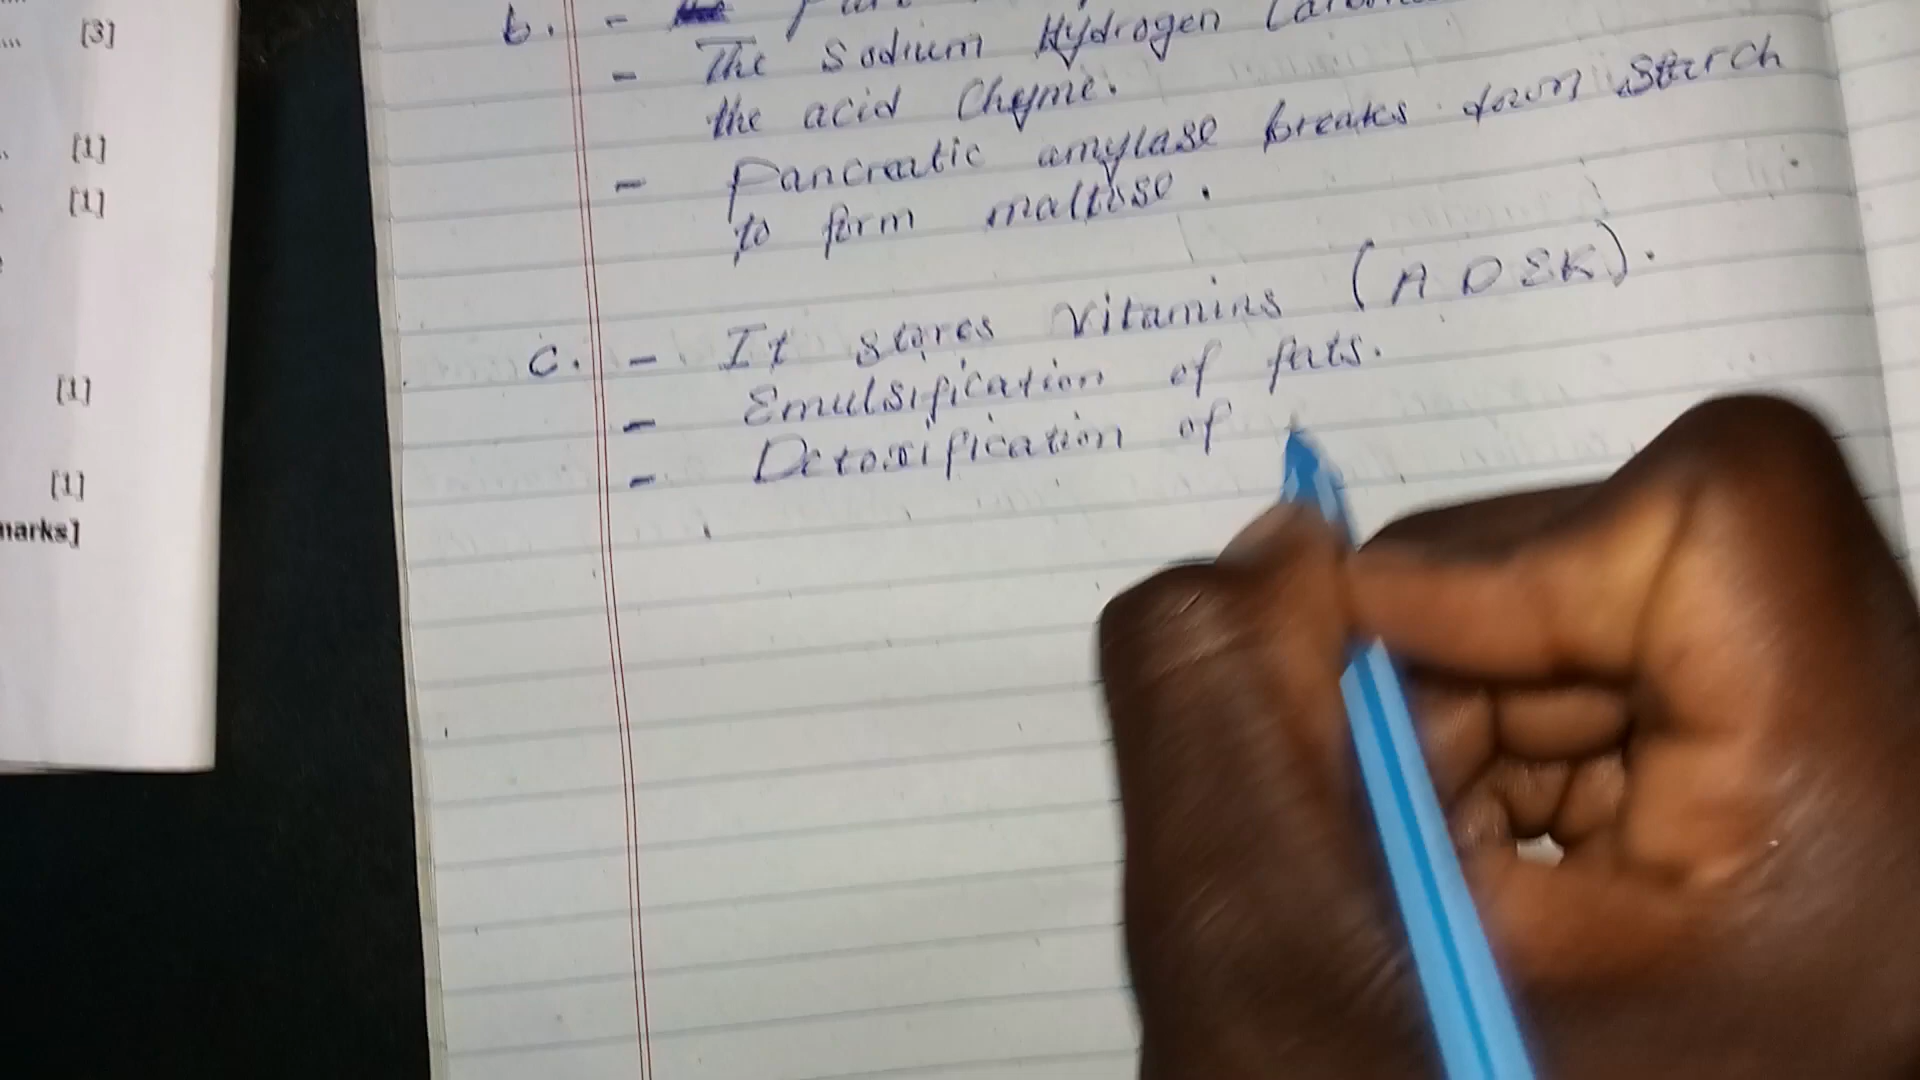 [3]
[1]
[1]
[1]
[1]
marks]
b. -
- The Sodium Hydrogen
the acid Chyme.
- Pancreatic amylase breaks down starch
to form maltose.
c. - It stores Vitamins (A D E K).
- Emulsification of fats.
- Detoxification of